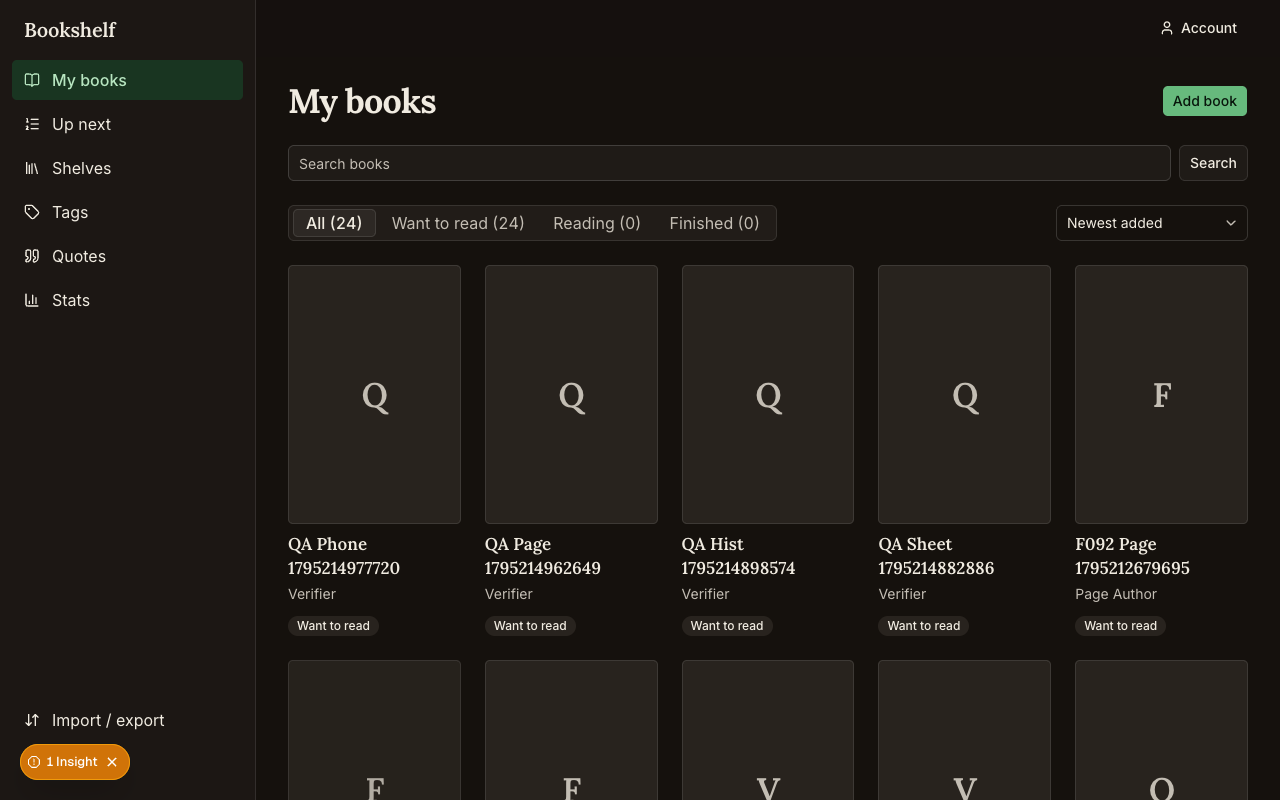 Bookshelf
My books
Up next
Shelves
Tags
Quotes
Stats
Import / export
1 Insight
Account
My books
Add book
Search books
Search
All (24)
Want to read (24)
Reading (0)
Finished (0)
Newest added
Q
Q
Q
Q
F
QA Phone
1795214977720
Verifier
Want to read
QA Page
1795214962649
Verifier
Want to read
QA Hist
1795214898574
Verifier
Want to read
QA Sheet
1795214882886
Verifier
Want to read
F092 Page
1795212679695
Page Author
Want to read
F
F
V
V